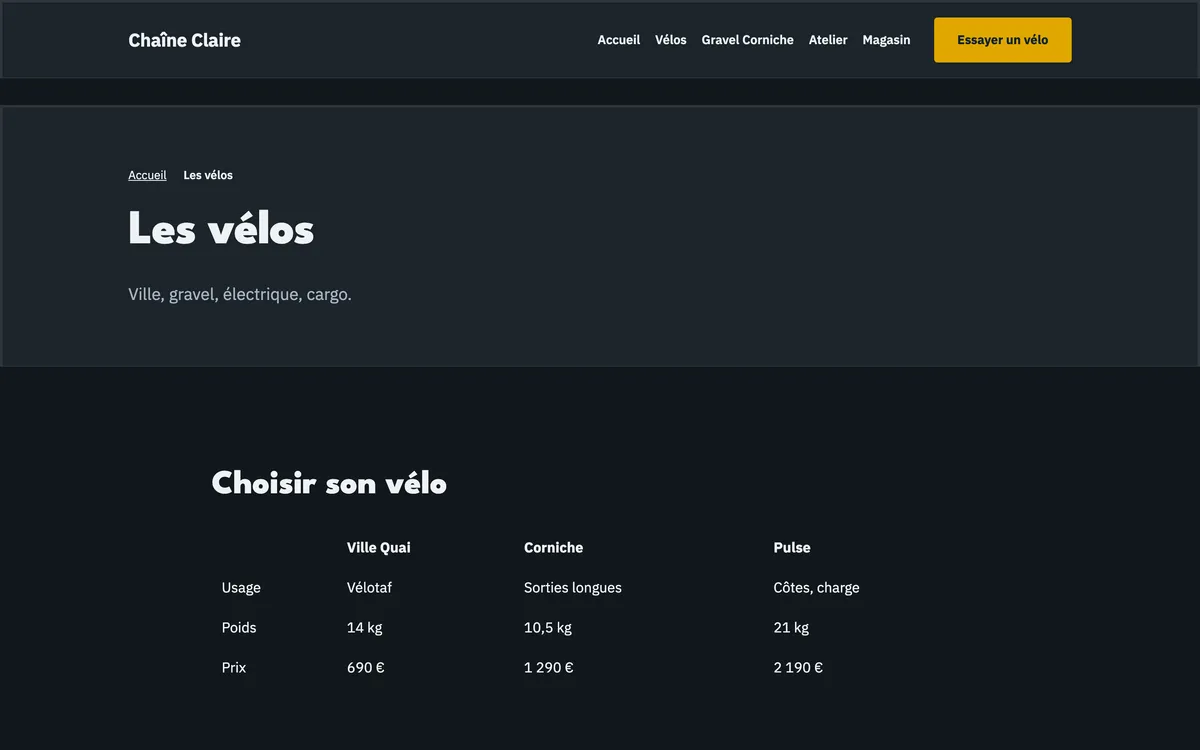 Chaîne Claire
Accueil Vélos Gravel Corniche Atelier Magasin Essayer un vélo
Accueil Les vélos
Les vélos
Ville, gravel, électrique, cargo.
Choisir son vélo
Ville Quai Corniche Pulse
Usage Vélotaf Sorties longues Côtes, charge
Poids 14 kg 10,5 kg 21 kg
Prix 690 € 1 290 € 2 190 €